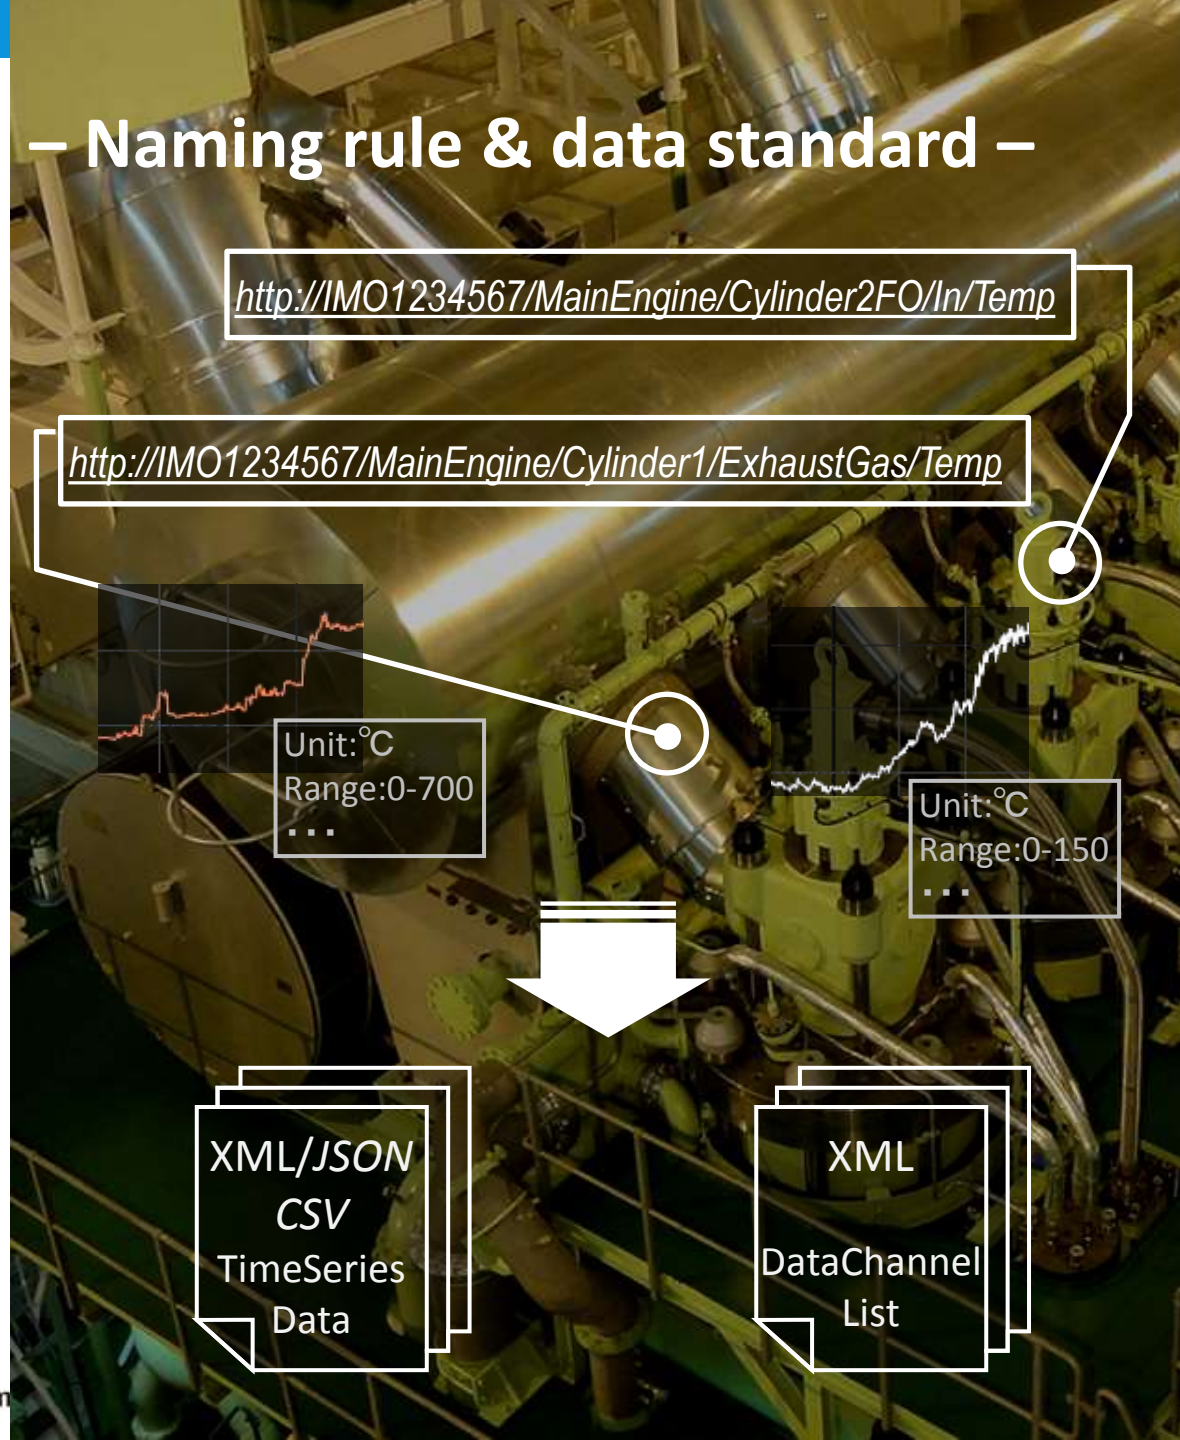 – Naming rule & data standard –
http://IMO1234567/MainEngine/Cylinder2FO/In/Temp
http://IMO1234567/MainEngine/Cylinder1/ExhaustGas/Temp
Unit:℃
Range:0-700
・・・
Unit:℃
Range:0-150
・・・
XML/JSON
CSV
TimeSeries
Data
XML
DataChannel
List